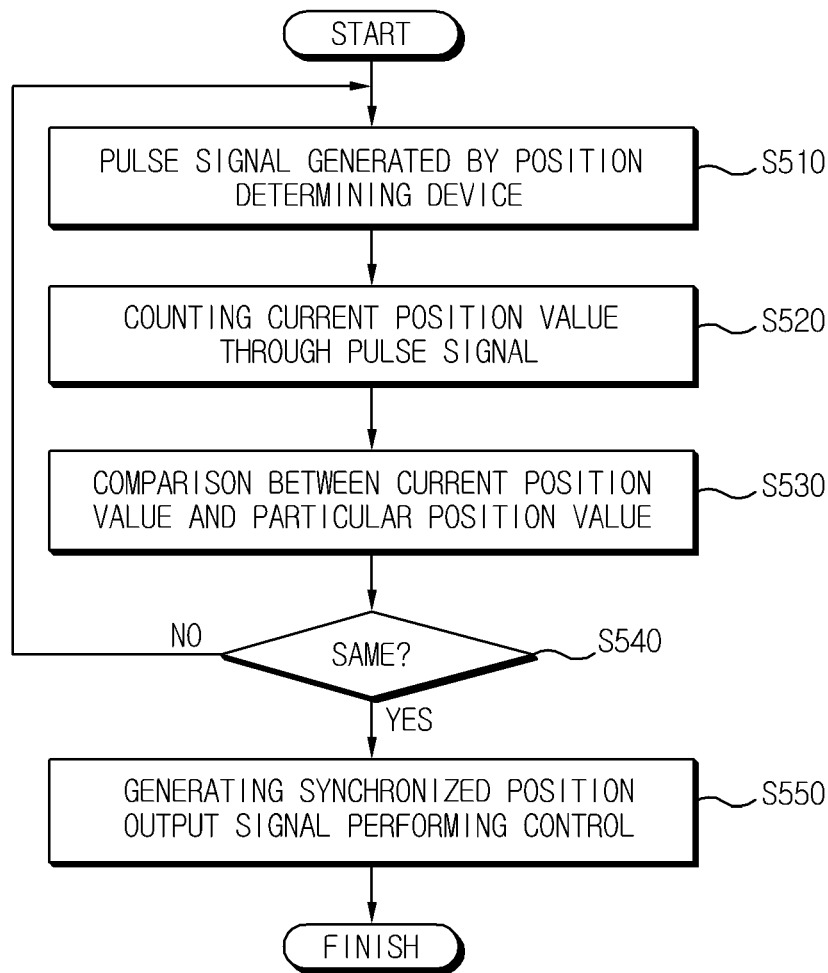 START
PULSE SIGNAL GENERATED BY POSITION
DETERMINING DEVICE
S510
COUNTING CURRENT POSITION VALUE
THROUGH PULSE SIGNAL
S520
COMPARISON BETWEEN CURRENT POSITION
VALUE AND PARTICULAR POSITION VALUE
S530
NO
SAME?
S540
YES
GENERATING SYNCHRONIZED POSITION
OUTPUT SIGNAL PERFORMING CONTROL
S550
FINISH